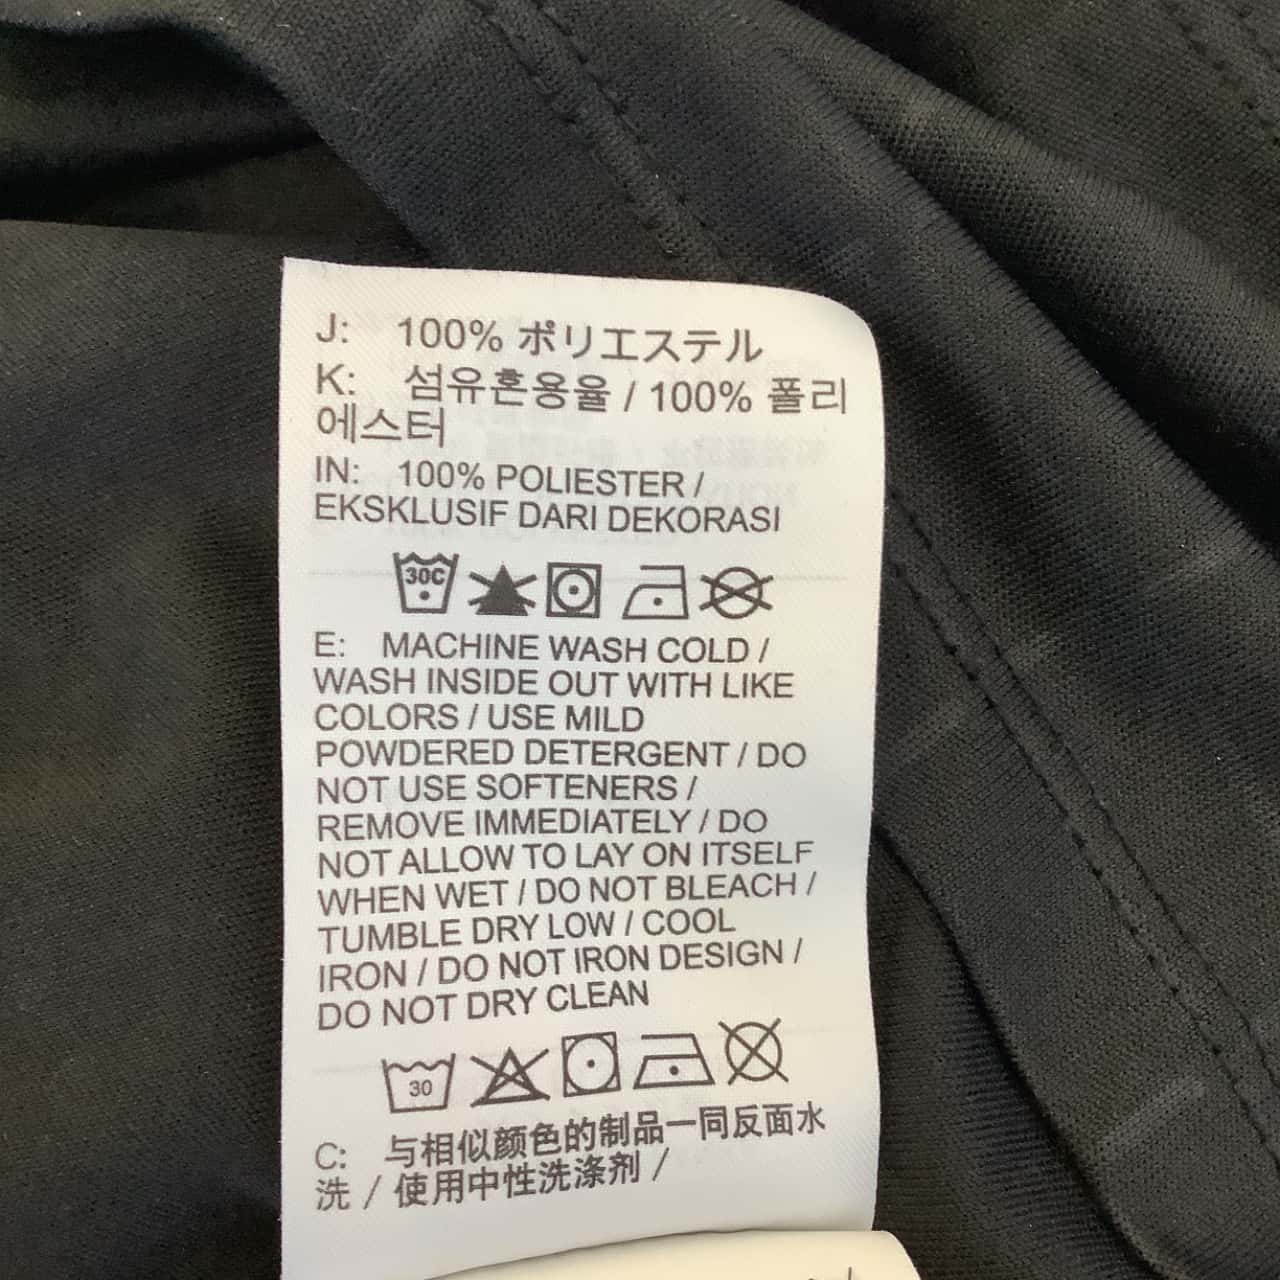 J: 100% ポリエステル
K: 섬유혼용율 / 100% 폴리
에스터
IN: 100% POLIESTER /
EKSKLUSIF DARI DEKORASI
30C
E: MACHINE WASH COLD /
WASH INSIDE OUT WITH LIKE
COLORS / USE MILD
POWDERED DETERGENT / DO
NOT USE SOFTENERS /
REMOVE IMMEDIATELY / DO
NOT ALLOW TO LAY ON ITSELF
WHEN WET / DO NOT BLEACH /
TUMBLE DRY LOW / COOL
IRON / DO NOT IRON DESIGN /
DO NOT DRY CLEAN
30
C: 与相似颜色的制品一同反面水
洗 / 使用中性洗涤剂 /